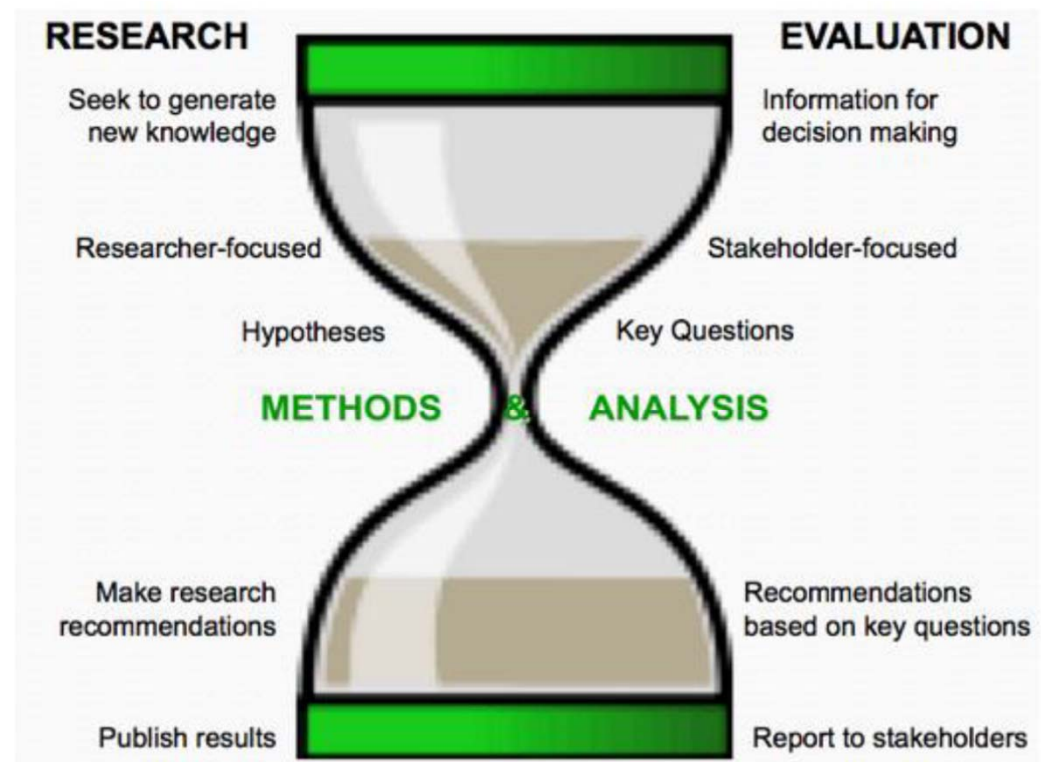 RESEARCH
EVALUATION
Seek to generate
new knowledge
Information for
decision making
Researcher-focused
Stakeholder-focused
Hypotheses
Key Questions
METHODS & ANALYSIS
Make research
recommendations
Recommendations
based on key questions
Publish results
Report to stakeholders